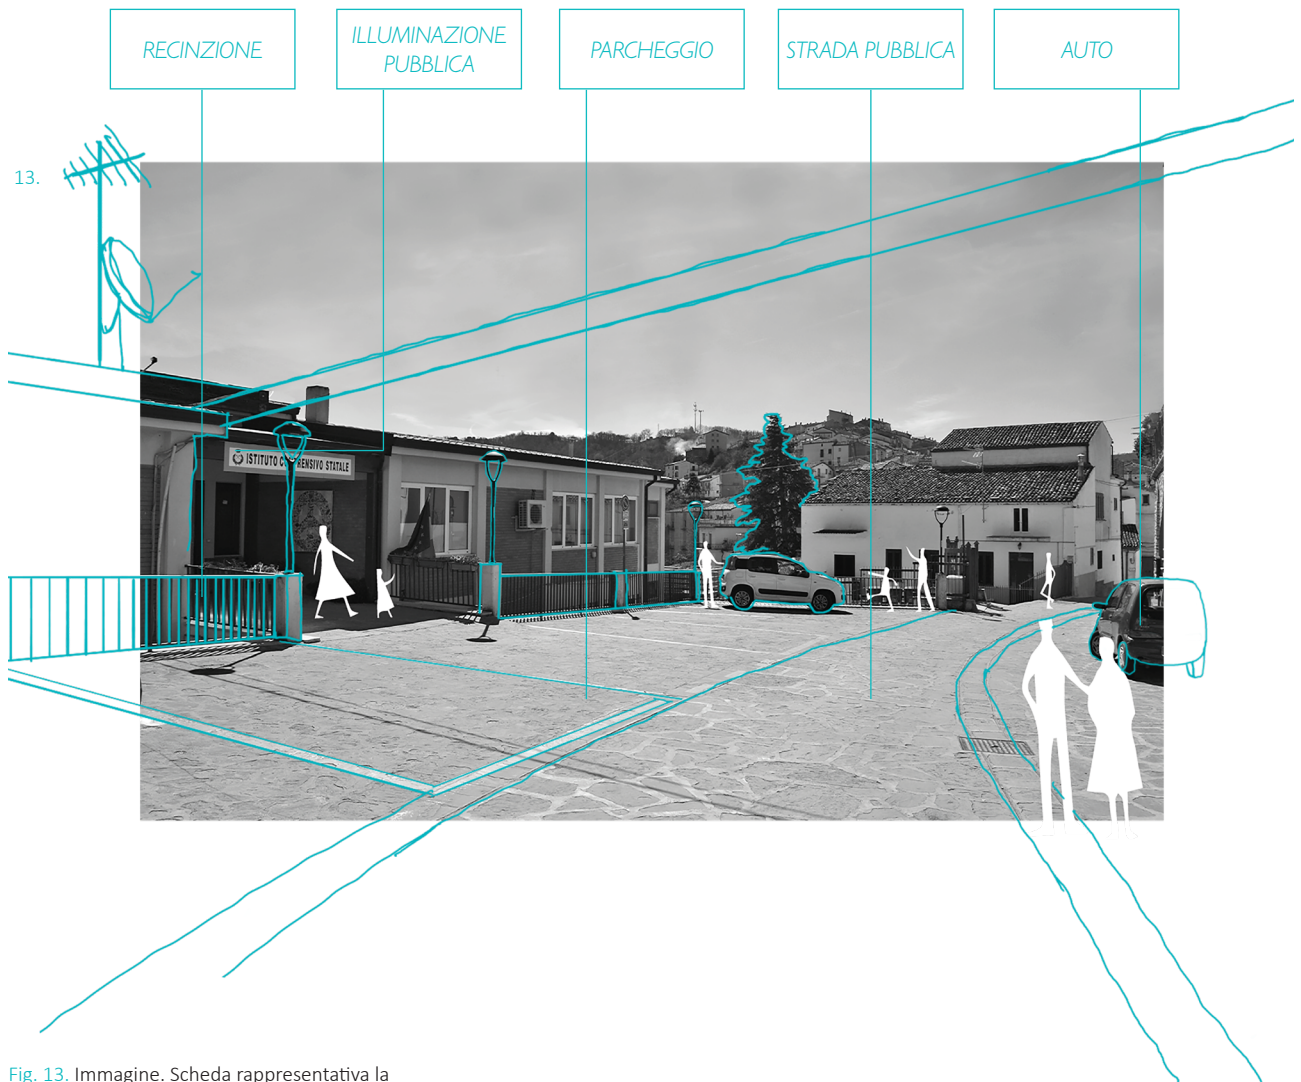 RECINZIONE
ILLUMINAZIONE
PUBBLICA
PARCHEGGIO
STRADA PUBBLICA
AUTO
13.
ISTITUTO C RENSIVO STATALE
Fig. 13. Immagine. Scheda rappresentativa la